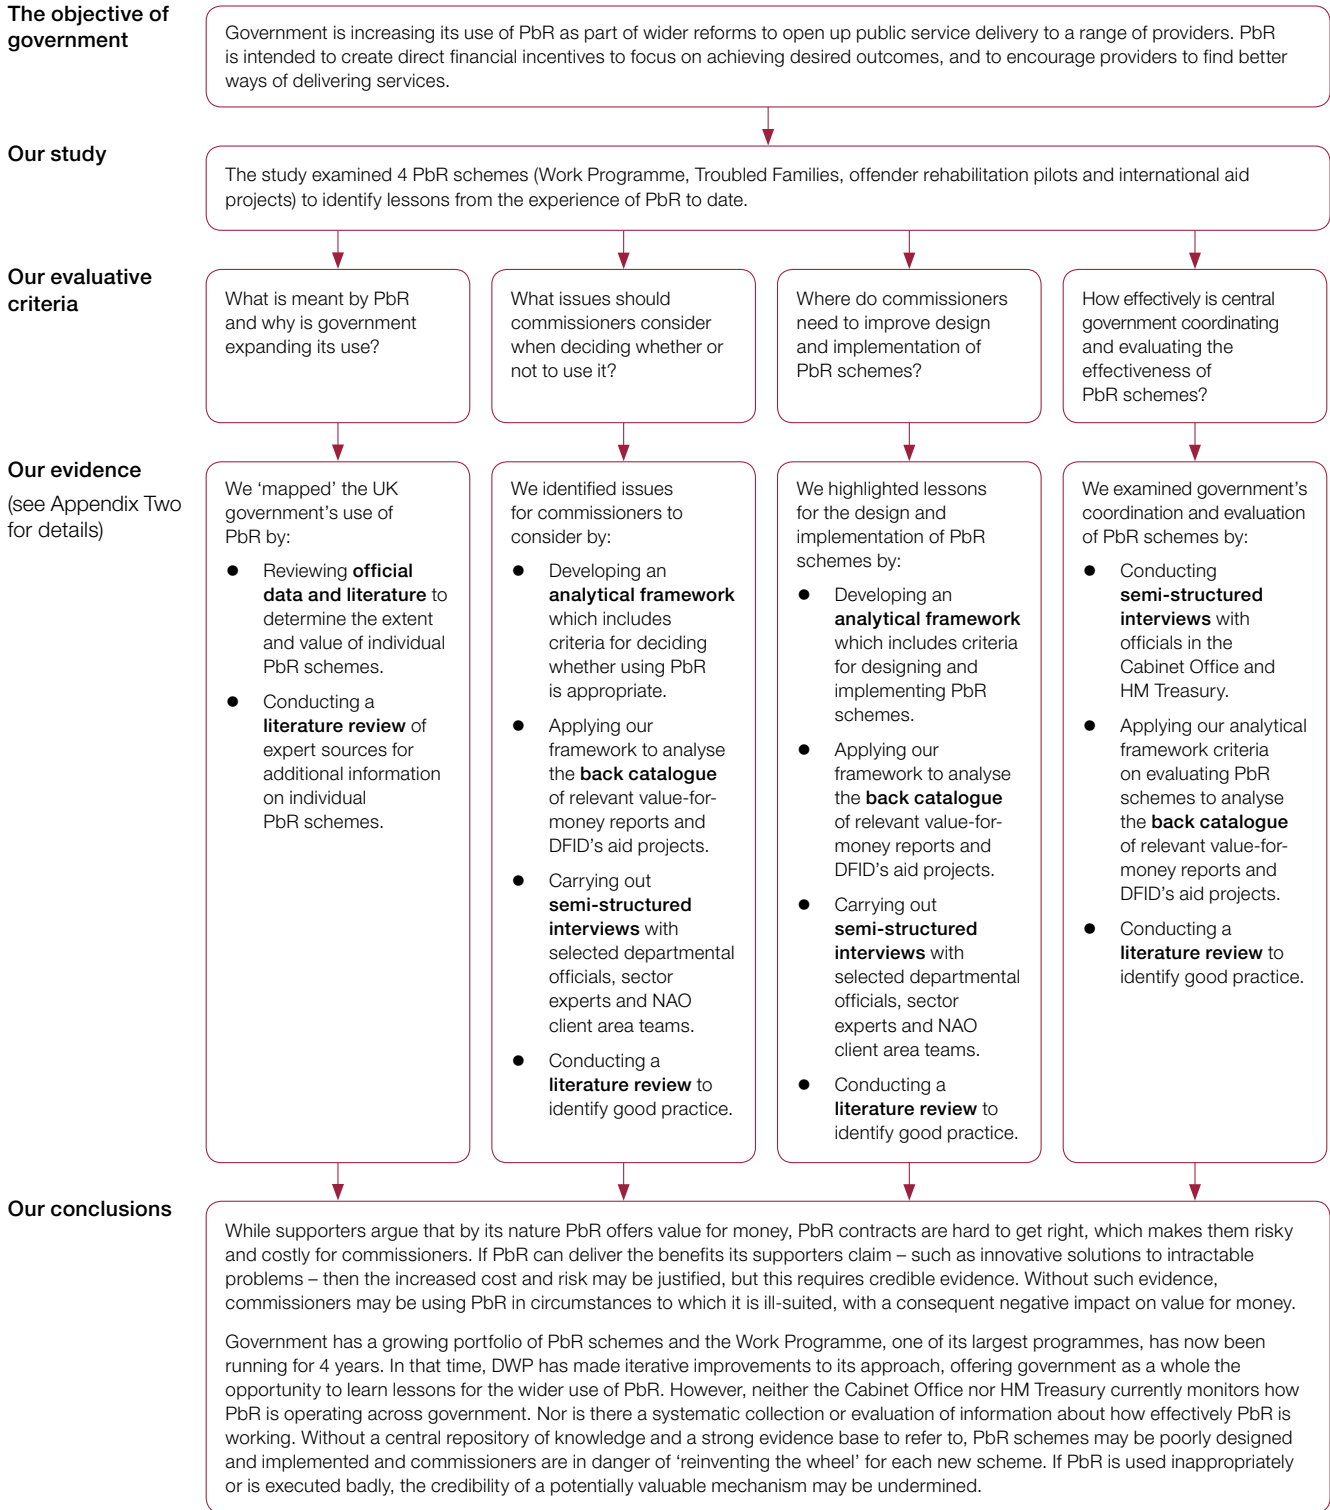 The objective of
government
Government is increasing its use of PbR as part of wider reforms to open up public service delivery to a range of providers. PbR
is intended to create direct financial incentives to focus on achieving desired outcomes, and to encourage providers to find better
ways of delivering services.
Our study
The study examined 4 PbR schemes (Work Programme, Troubled Families, offender rehabilitation pilots and international aid
projects) to identify lessons from the experience of PbR to date.
Our evaluative
criteria
What is meant by PbR
and why is government
expanding its use?
What issues should
commissioners consider
when deciding whether or
not to use it?
Where do commissioners
need to improve design
and implementation of
PbR schemes?
How effectively is central
government coordinating
and evaluating the
effectiveness of
PbR schemes?
Our evidence
(see Appendix Two
for details)
We ‘mapped’ the UK
government’s use of
PbR by:
● Reviewing official
data and literature to
determine the extent
and value of individual
PbR schemes.
● Conducting a
literature review of
expert sources for
additional information
on individual
PbR schemes.
We identified issues
for commissioners to
consider by:
● Developing an
analytical framework
which includes
criteria for deciding
whether using PbR
is appropriate.
● Applying our
framework to analyse
the back catalogue
of relevant value-for-
money reports and
DFID’s aid projects.
● Carrying out
semi-structured
interviews with
selected departmental
officials, sector
experts and NAO
client area teams.
● Conducting a
literature review to
identify good practice.
We highlighted lessons
for the design and
implementation of PbR
schemes by:
● Developing an
analytical framework
which includes criteria
for designing and
implementing PbR
schemes.
● Applying our
framework to analyse
the back catalogue
of relevant value-for-
money reports and
DFID’s aid projects.
● Carrying out
semi-structured
interviews with
selected departmental
officials, sector
experts and NAO
client area teams.
● Conducting a
literature review to
identify good practice.
We examined government’s
coordination and evaluation
of PbR schemes by:
● Conducting
semi-structured
interviews with
officials in the
Cabinet Office and
HM Treasury.
● Applying our analytical
framework criteria
on evaluating PbR
schemes to analyse
the back catalogue
of relevant value-for-
money reports and
DFID’s aid projects.
● Conducting a
literature review to
identify good practice.
Our conclusions
While supporters argue that by its nature PbR offers value for money, PbR contracts are hard to get right, which makes them risky
and costly for commissioners. If PbR can deliver the benefits its supporters claim – such as innovative solutions to intractable
problems – then the increased cost and risk may be justified, but this requires credible evidence. Without such evidence,
commissioners may be using PbR in circumstances to which it is ill-suited, with a consequent negative impact on value for money.
Government has a growing portfolio of PbR schemes and the Work Programme, one of its largest programmes, has now been
running for 4 years. In that time, DWP has made iterative improvements to its approach, offering government as a whole the
opportunity to learn lessons for the wider use of PbR. However, neither the Cabinet Office nor HM Treasury currently monitors how
PbR is operating across government. Nor is there a systematic collection or evaluation of information about how effectively PbR is
working. Without a central repository of knowledge and a strong evidence base to refer to, PbR schemes may be poorly designed
and implemented and commissioners are in danger of ‘reinventing the wheel’ for each new scheme. If PbR is used inappropriately
or is executed badly, the credibility of a potentially valuable mechanism may be undermined.